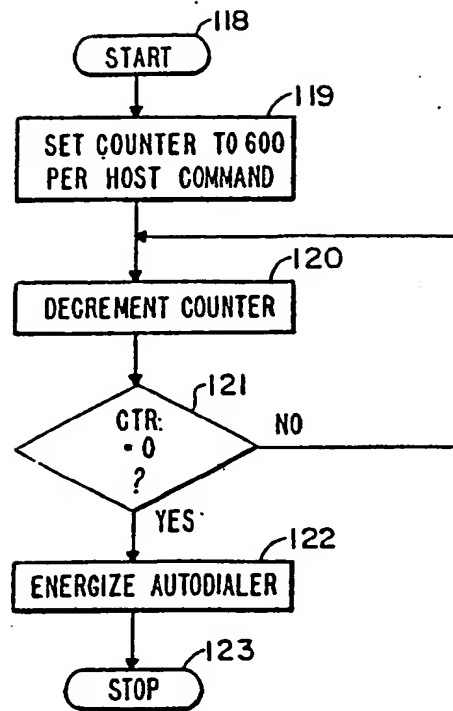 118
START
119
SET COUNTER TO 600
PER HOST COMMAND
120
DECREMENT COUNTER
121
CTR:
= 0
?
NO
YES
122
ENERGIZE AUTODIALER
123
STOP